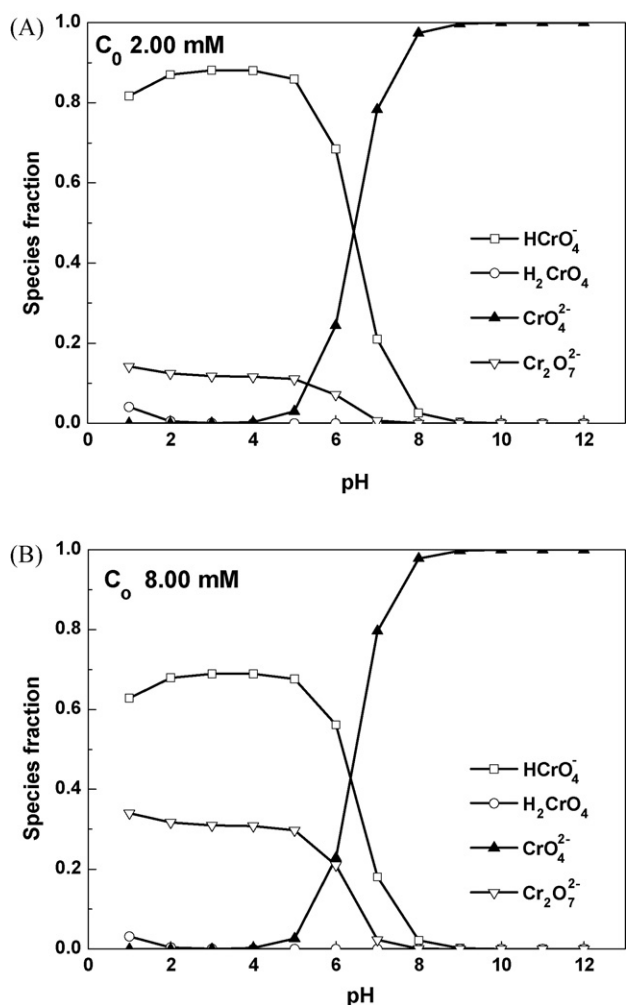 (A)
C₀ 2.00 mM
1.0
0.8
0.6
0.4
0.2
0.0
Species fraction
HCrO₄⁻
H₂CrO₄
CrO₄²⁻
Cr₂O₇²⁻
0 2 4 6 8 10 12
pH
(B)
Cₒ 8.00 mM
1.0
0.8
0.6
0.4
0.2
0.0
Species fraction
HCrO₄⁻
H₂CrO₄
CrO₄²⁻
Cr₂O₇²⁻
0 2 4 6 8 10 12
pH